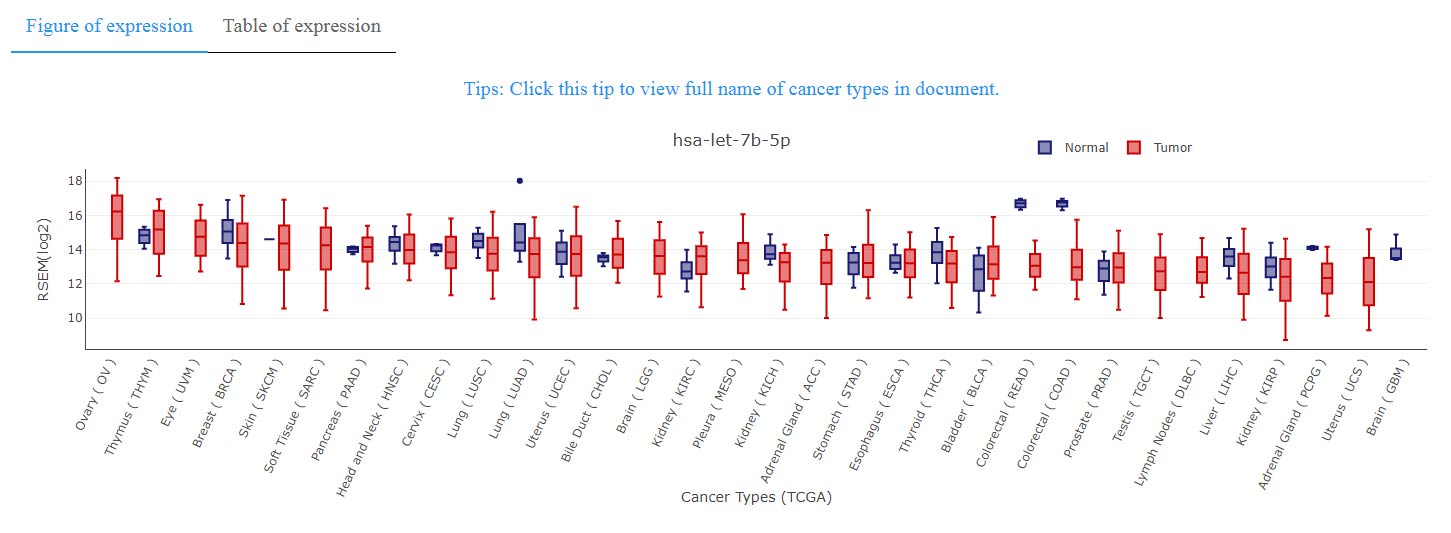 Figure of expression Table of expression
Tips: Click this tip to view full name of cancer types in document.
hsa-let-7b-5p
Normal Tumor
RSEM(log2)
18
16
14
12
10
Ovary ( OV )
Thymus ( THYM )
Eye ( UVM )
Breast ( BRCA )
Skin ( SKCM )
Soft Tissue ( SARC )
Pancreas ( PAAD )
Head and Neck ( HNSC )
Cervix ( CESC )
Lung ( LUSC )
Lung ( LUAD )
Uterus ( UCEC )
Bile Duct ( CHOL )
Brain ( LGG )
Kidney ( KIRC )
Pleura ( MESO )
Kidney ( KICH )
Adrenal Gland ( ACC )
Stomach ( STAD )
Esophagus ( ESCA )
Thyroid ( THCA )
Bladder ( BLCA )
Colorectal ( READ )
Colorectal ( COAD )
Prostate ( PRAD )
Testis ( TGCT )
Lymph Nodes ( DLBC )
Liver ( LIHC )
Kidney ( KIRP )
Adrenal Gland ( PCPG )
Uterus ( UCS )
Brain ( GBM )
Cancer Types (TCGA)